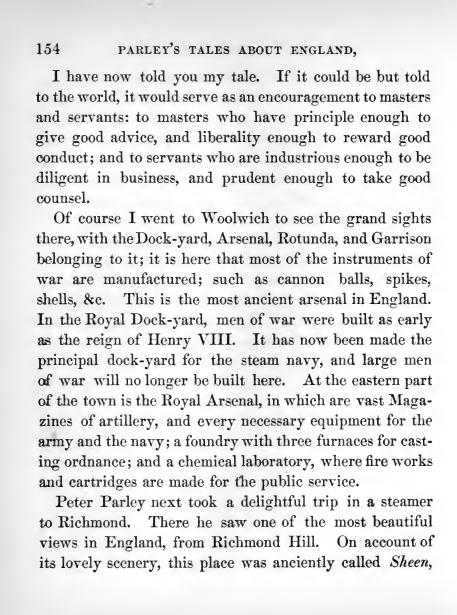 154 PARLEY'S TALES ABOUT ENGLAND,
I have now told you my tale. If it could be but told
to the world, it would serve as an encouragement to masters
and servants: to masters who have principle enough to
give good advice, and liberality enough to reward good
conduct; and to servants who are industrious enough to be
diligent in business, and prudent enough to take good
counsel.
Of course I went to Woolwich to see the grand sights
there, with the Dock-yard, Arsenal, Rotunda, and Garrison
belonging to it; it is here that most of the instruments of
war are manufactured; such as cannon balls, spikes,
shells, &c. This is the most ancient arsenal in England.
In the Royal Dock-yard, men of war were built as early
as the reign of Henry VIII. It has now been made the
principal dock-yard for the steam navy, and large men
of war will no longer be built here. At the eastern part
of the town is the Royal Arsenal, in which are vast Maga-
zines of artillery, and every necessary equipment for the
army and the navy; a foundry with three furnaces for cast-
ing ordnance; and a chemical laboratory, where fire works
and cartridges are made for the public service.
Peter Parley next took a delightful trip in a steamer
to Richmond. There he saw one of the most beautiful
views in England, from Richmond Hill. On account of
its lovely scenery, this place was anciently called Sheen,